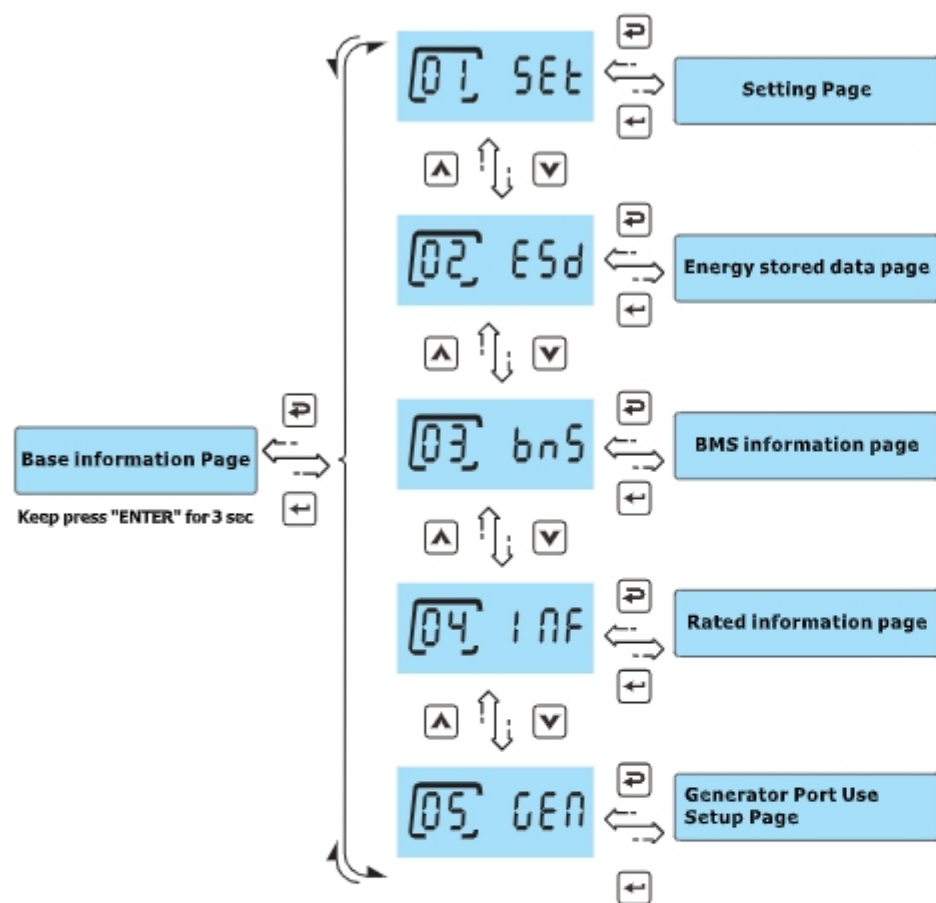 01 SEt
Setting Page
02 ESd
Energy stored data page
03 bnS
BMS information page
Base information Page
Keep press "ENTER" for 3 sec
04 INF
Rated information page
05 GEN
Generator Port Use
Setup Page